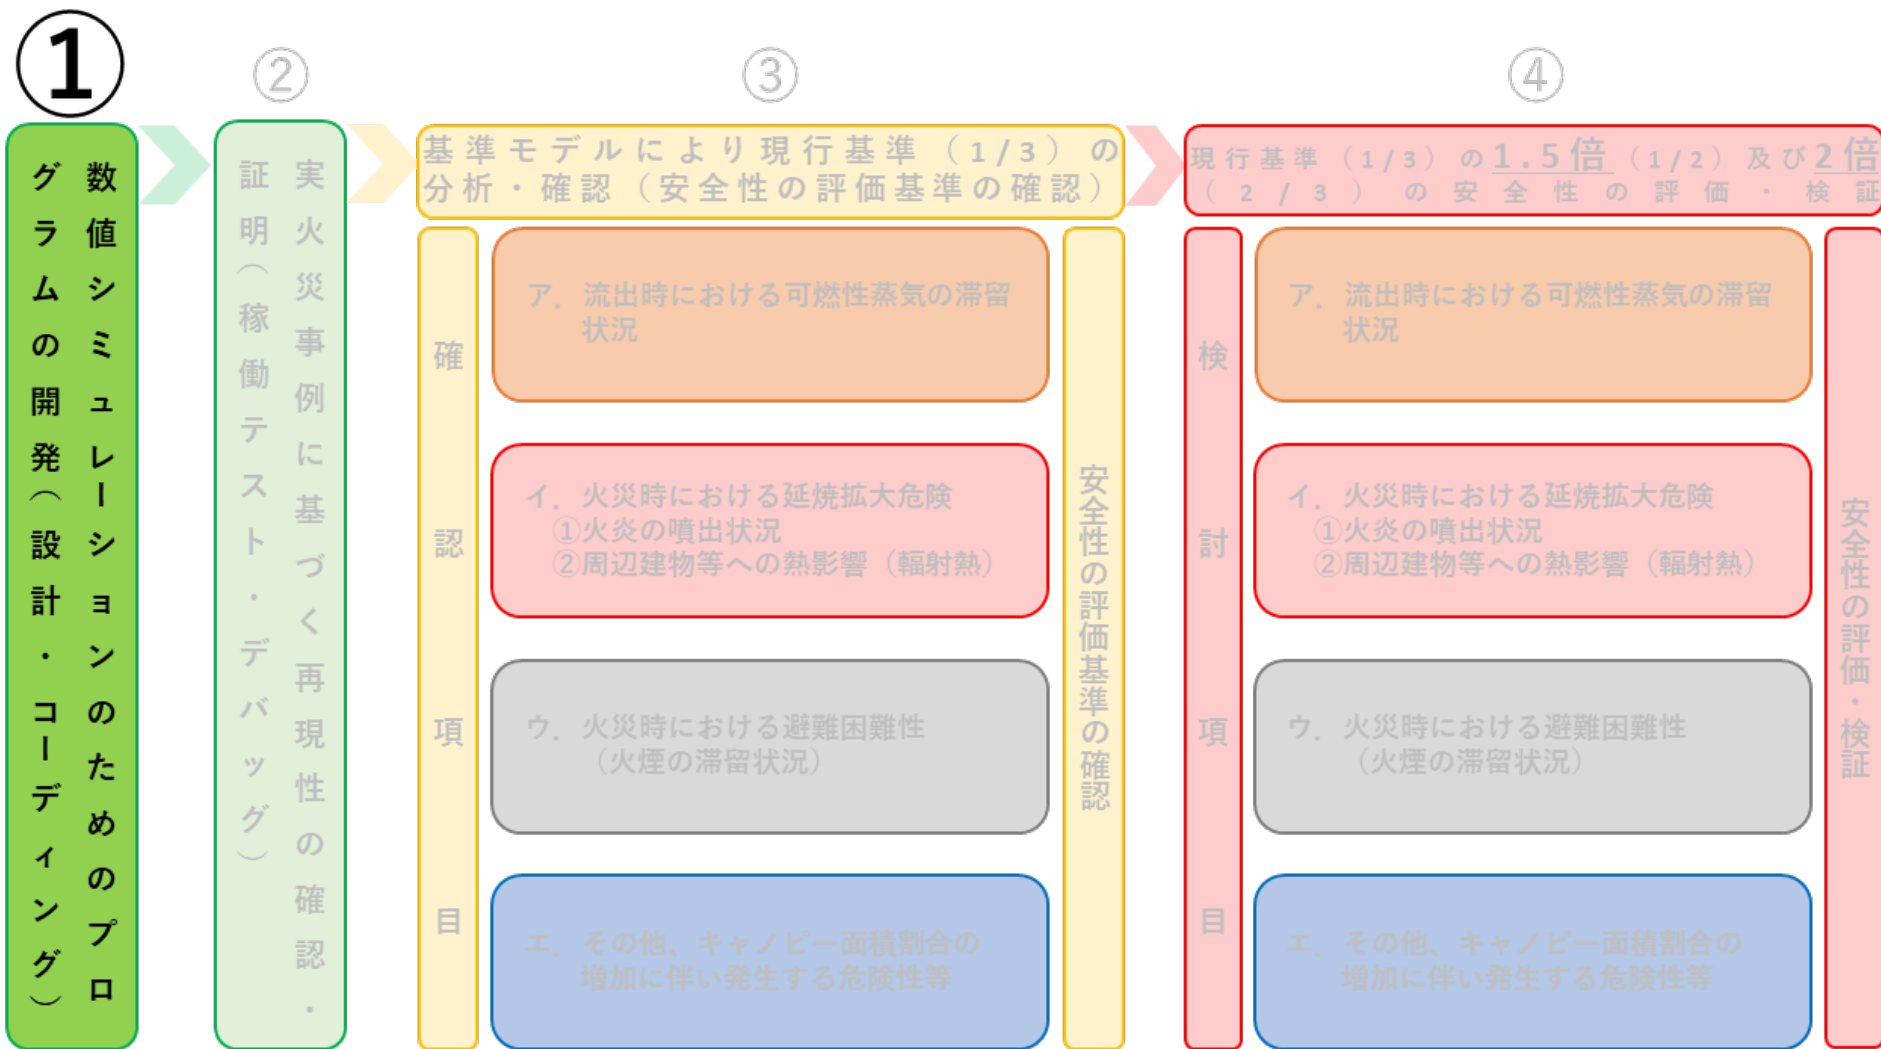 ①
数値シミュレーションのためのプロ
グラムの開発（設計・コーディング）
②
実火災事例に基づく再現性の確認・
証明（稼働テスト・デバッグ）
③
基準モデルにより現行基準（1/3）の
分析・確認（安全性の評価基準の確認）
確認項目
ア．流出時における可燃性蒸気の滞留
状況
イ．火災時における延焼拡大危険
①火炎の噴出状況
②周辺建物等への熱影響（輻射熱）
ウ．火災時における避難困難性
（火煙の滞留状況）
エ．その他、キャノピー面積割合の
増加に伴い発生する危険性等
安全性の評価基準の確認
④
現行基準（1/3）の1.5倍（1/2）及び2倍
（2/3）の安全性の評価・検証
検討項目
ア．流出時における可燃性蒸気の滞留
状況
イ．火災時における延焼拡大危険
①火炎の噴出状況
②周辺建物等への熱影響（輻射熱）
ウ．火災時における避難困難性
（火煙の滞留状況）
エ．その他、キャノピー面積割合の
増加に伴い発生する危険性等
安全性の評価・検証